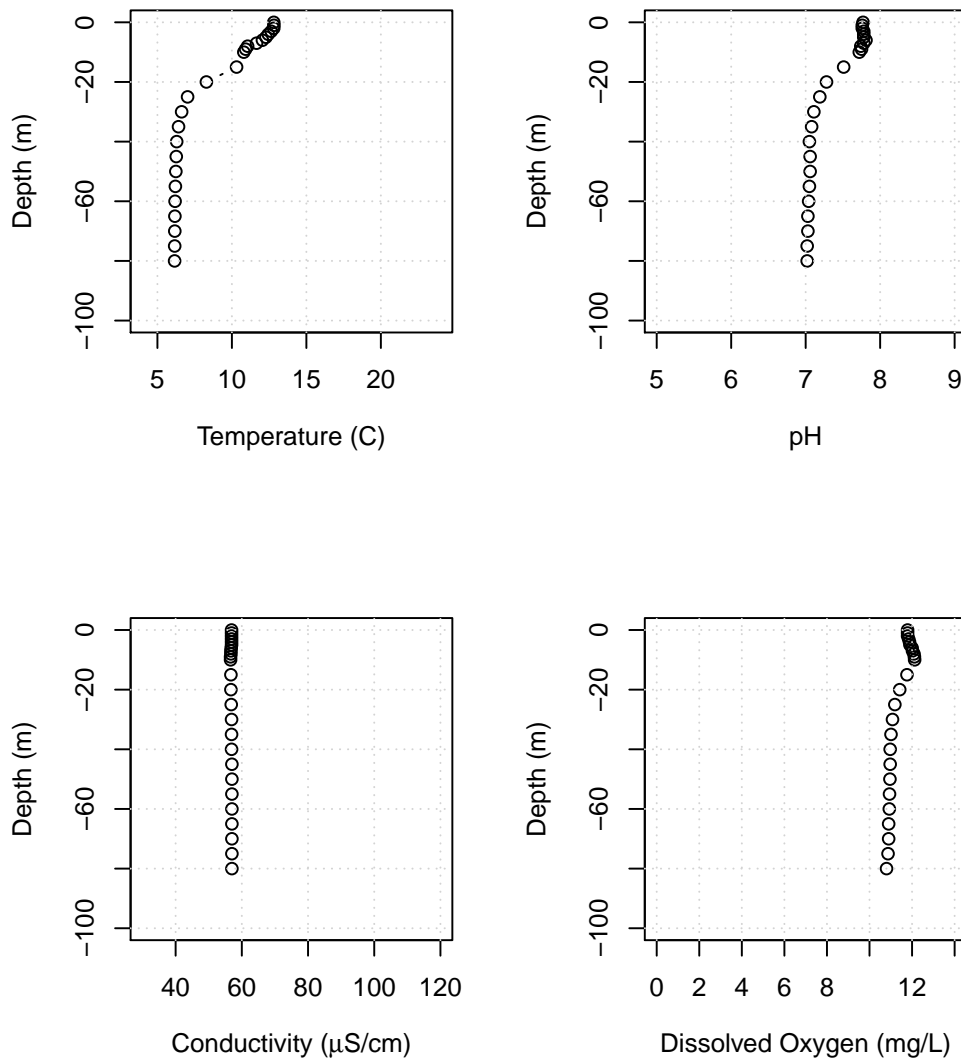 0
−20
−60
−100
Depth (m)
5 10 15 20
Temperature (C)
0
−20
−60
−100
Depth (m)
5 6 7 8 9
pH
0
−20
−60
−100
Depth (m)
40 60 80 100 120
Conductivity (μS/cm)
0
−20
−60
−100
Depth (m)
0 2 4 6 8 12
Dissolved Oxygen (mg/L)